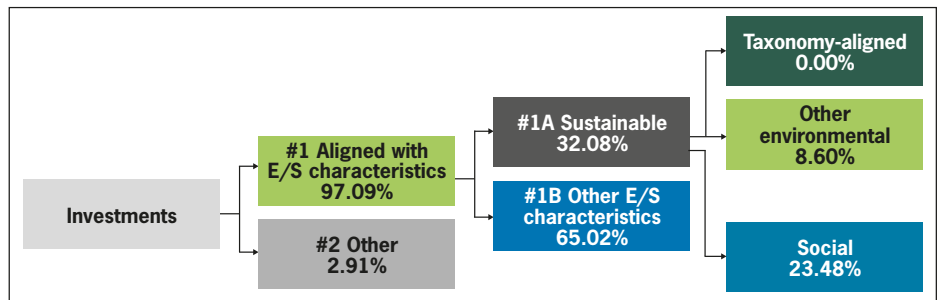 Investments
#1 Aligned with
E/S characteristics
97.09%
#2 Other
2.91%
#1A Sustainable
32.08%
#1B Other E/S
characteristics
65.02%
Taxonomy-aligned
0.00%
Other
environmental
8.60%
Social
23.48%